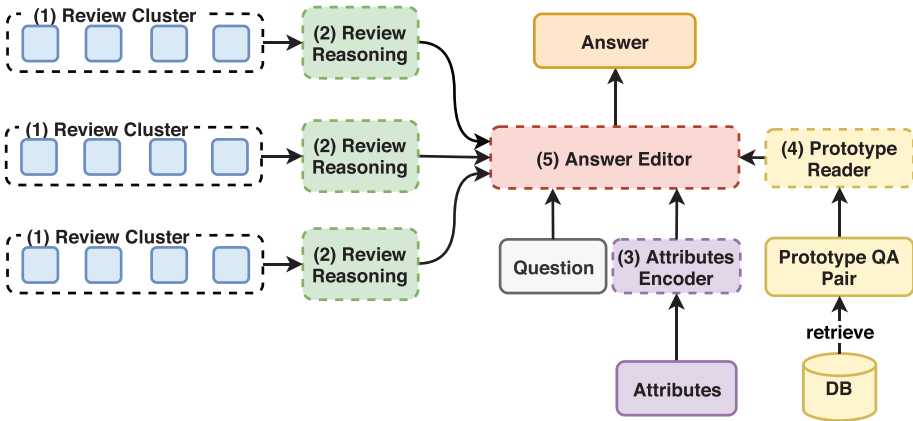 (1) Review Cluster
(2) Review
Reasoning
Answer
(1) Review Cluster
(2) Review
Reasoning
(5) Answer Editor
(4) Prototype
Reader
(1) Review Cluster
(2) Review
Reasoning
Question
(3) Attributes
Encoder
Prototype QA
Pair
retrieve
Attributes
DB